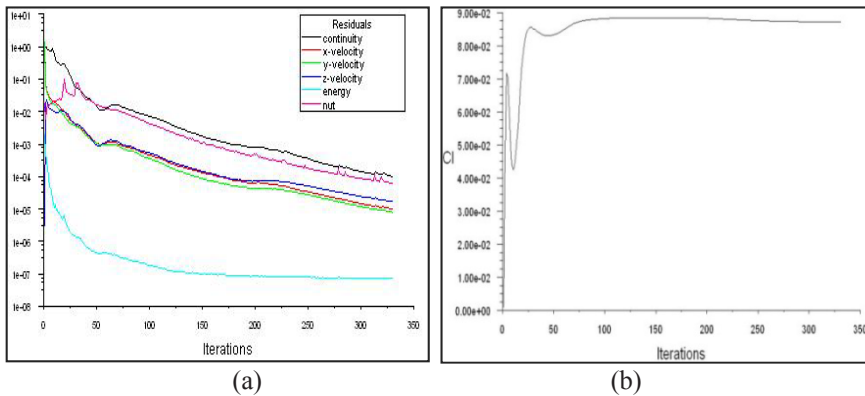 Residuals
continuity
x-velocity
y-velocity
z-velocity
energy
nut
1e+01
1e+00
1e-01
1e-02
1e-03
1e-04
1e-05
1e-06
1e-07
1e-08
0 50 100 150 200 250 300 350
Iterations
(a)
(b)
9.00e-02
8.00e-02
7.00e-02
6.00e-02
5.00e-02
Cl
4.00e-02
3.00e-02
2.00e-02
9.00e-02
0.00e+00
0 50 100 150 200 250 300 350
Iterations
(a)
(b)